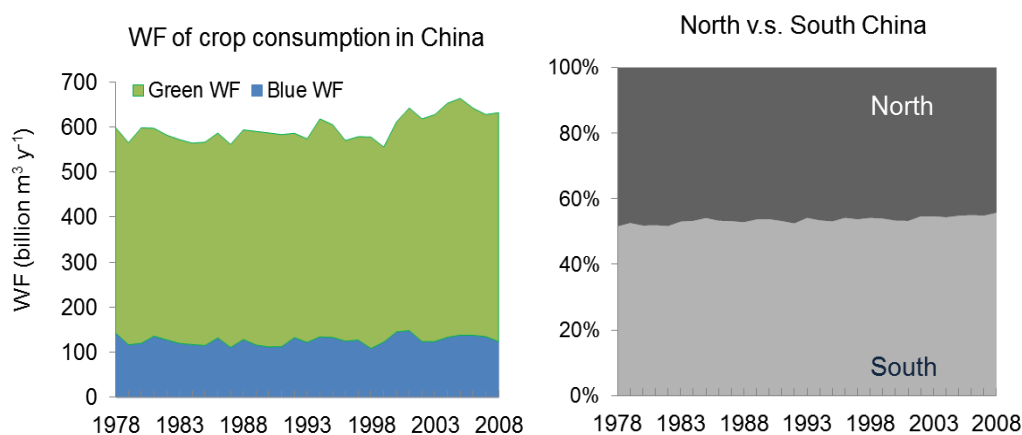 WF of crop consumption in China
Green WF Blue WF
WF (billion m³ y⁻¹)
700
600
500
400
300
200
100
0
1978 1983 1988 1993 1998 2003 2008
North v.s. South China
100%
80%
60%
40%
20%
0%
North
South
1978 1983 1988 1993 1998 2003 2008